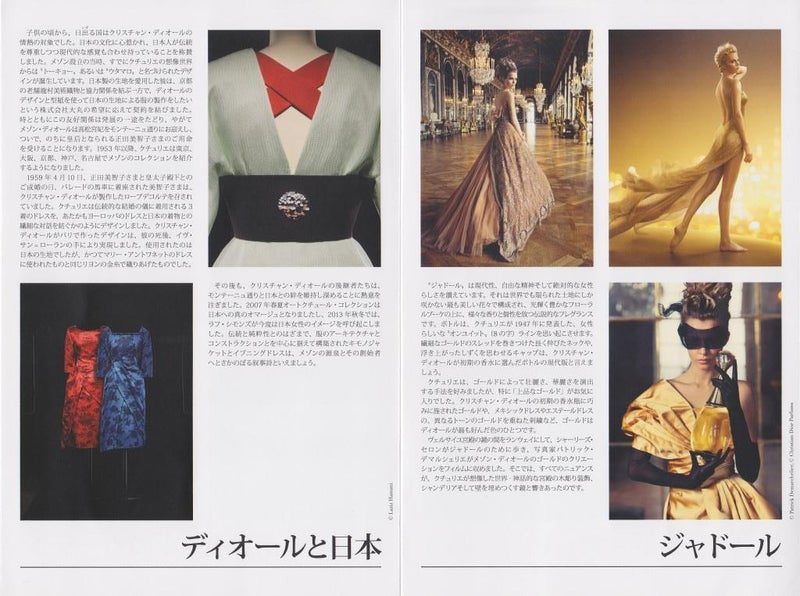 子供の頃から、日出る国はクリスチャン・ディオールの
情熱の対象でした。日本の文化に心惹かれ、日本人が伝統
を尊重しつつ現代的な感覚も合わせ持っていることを称賛
しました。メゾン設立の当時、すでにクチュリエの想像世界
からは“トーキョー”、あるいは“ウタマロ”と名づけられたデザ
インが誕生しています。日本製の生地を愛用した彼は、京都
の老舗龍村美術織物と協力関係を結ぶ一方で、ディオールの
デザインと型紙を使って日本の生地による服の製作をしたい
という株式会社大丸の希望に応えて契約を結びました。
時とともにこの友好関係は発展の一途をたどり、やがて
メゾン・ディオールは高松宮妃をモンテーニュ通りにお迎えし、
ついで、のちに皇后となられる正田美智子さまのご用命
を受けることになります。1953年以降、クチュリエは東京、
大阪、京都、神戸、名古屋でメゾンのコレクションを紹介
するようになりました。
1959年4月10日、正田美智子さまと皇太子殿下との
ご成婚の日、パレードの馬車に着座された美智子さまは、
クリスチャン・ディオールが製作したローブデコルテを召され
ていました。クチュリエは伝統的な結婚の儀に着用される3
着のドレスを、あたかもヨーロッパのドレスと日本の着物との
繊細な対話を紡ぐかのようにデザインしました。クリスチャン・
ディオールがパリで作ったデザインは、彼の死後、イヴ・
サン＝ローランの手により実現しました。使用されたのは
日本の生地でしたが、かつてマリー・アントワネットのドレス
に使われたものと同じリヨンの金糸で織りあげたものでした。
その後も、クリスチャン・ディオールの後継者たちは、
モンテーニュ通りと日本との絆を維持し深めることに熱意を
注ぎました。2007年春夏オートクチュール・コレクションは
日本への真のオマージュとなりましたし、2013年秋冬では、
ラフ・シモンズが今度は日本女性のイメージを呼び起こしま
した。伝統と純粋性とのはざまで、服のアーキテクチャと
コンストラクションとを中心に据えて構築されたキモノジ
ャケットとイブニングドレスは、メゾンの源泉とその創始者
へとさかのぼる叙事詩といえましょう。
© Laziz Hamani
ディオールと日本
『ジャドール』は現代性、自由な精神そして絶対的な女性
らしさを讃えています。それは世界でも限られた土地にしか
咲かない最も美しい花々で構成され、光輝く豊かなフローラ
ルブーケの上に、様々な香りと個性を放つ伝説的なフレグランス
です。ボトルは、クチュリエが1947年に発表した、女性
らしいな“オンユイット、(8の字)”ラインを思い起こさせます。
繊細なゴールドのスレッドを巻きつけた長く伸びたネックや、
浮き上がったしずくを思わせるキャップは、クリスチャン・
ディオールが初期の香水に選んだボトルの現代版と言えま
しょう。
クチュリエは、ゴールドによって壮麗さ、華麗さを演出
する手法を好みましたが、特に「上品なゴールド」がお気に
入りでした。クリスチャン・ディオールの初期の香水瓶に巧
みに施されたゴールドや、メキシックドレスやエステールドレス
の、異なるトーンのゴールドを重ねた刺繍など、ゴールド
はディオールが最も好んだ色のひとつです。
ヴェルサイユ宮殿の鏡の間をランウェイにして、シャーリーズ・
セロンがジャドールのために歩き、写真家パトリック・
デマルシェリエがメゾン・ディオールのゴールドのクリエー
ションをフィルムに収めました。そこでは、すべてのニュアンス
が、クチュリエが想像した世界 - 神話的な宮殿の木彫り装飾、
シャンデリアそして壁を埋めつくす鏡と響きあったのです。
© Patrick Demarchelier, © Christian Dior Parfums
ジャドール